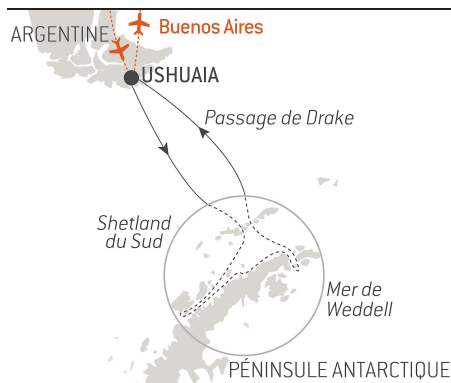 ARGENTINE
Buenos Aires
USHUAIA
Passage de Drake
Shetland
du Sud
Mer de
Weddell
PÉNINSULE ANTARCTIQUE